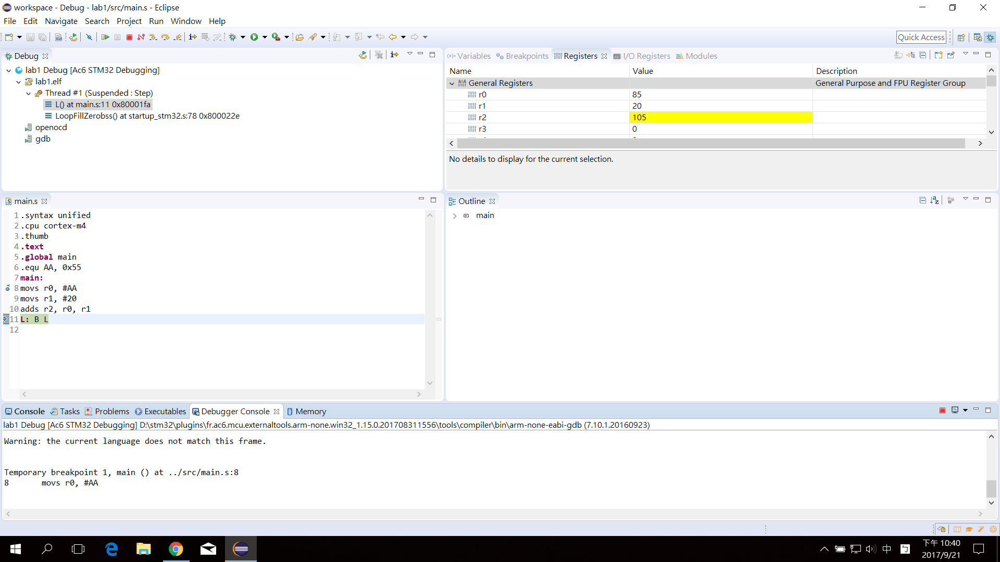 workspace - Debug - lab1/src/main.s - Eclipse
File Edit Navigate Search Project Run Window Help
Quick Access
Debug
lab1 Debug [Ac6 STM32 Debugging]
lab1.elf
Thread #1 (Suspended : Step)
L() at main.s:11 0x80001fa
LoopFillZerobss() at startup_stm32.s:78 0x800022e
openocd
gdb
Variables Breakpoints Registers I/O Registers Modules
Name Value Description
General Registers General Purpose and FPU Register Group
r0 85
r1 20
r2 105
r3 0
No details to display for the current selection.
main.s
1 .syntax unified
2 .cpu cortex-m4
3 .thumb
4 .text
5 .global main
6 .equ AA, 0x55
7 main:
8 movs r0, #AA
9 movs r1, #20
10 adds r2, r0, r1
11 L: B L
12
Outline
main
Console Tasks Problems Executables Debugger Console Memory
lab1 Debug [Ac6 STM32 Debugging] D:\stm32\plugins\fr.ac6.mcu.externaltools.arm-none.win32_1.15.0.201708311556\tools\compiler\bin\arm-none-eabi-gdb (7.10.1.20160923)
Warning: the current language does not match this frame.
Temporary breakpoint 1, main () at ../src/main.s:8
8 movs r0, #AA
中 ㄅ
下午 10:40
2017/9/21